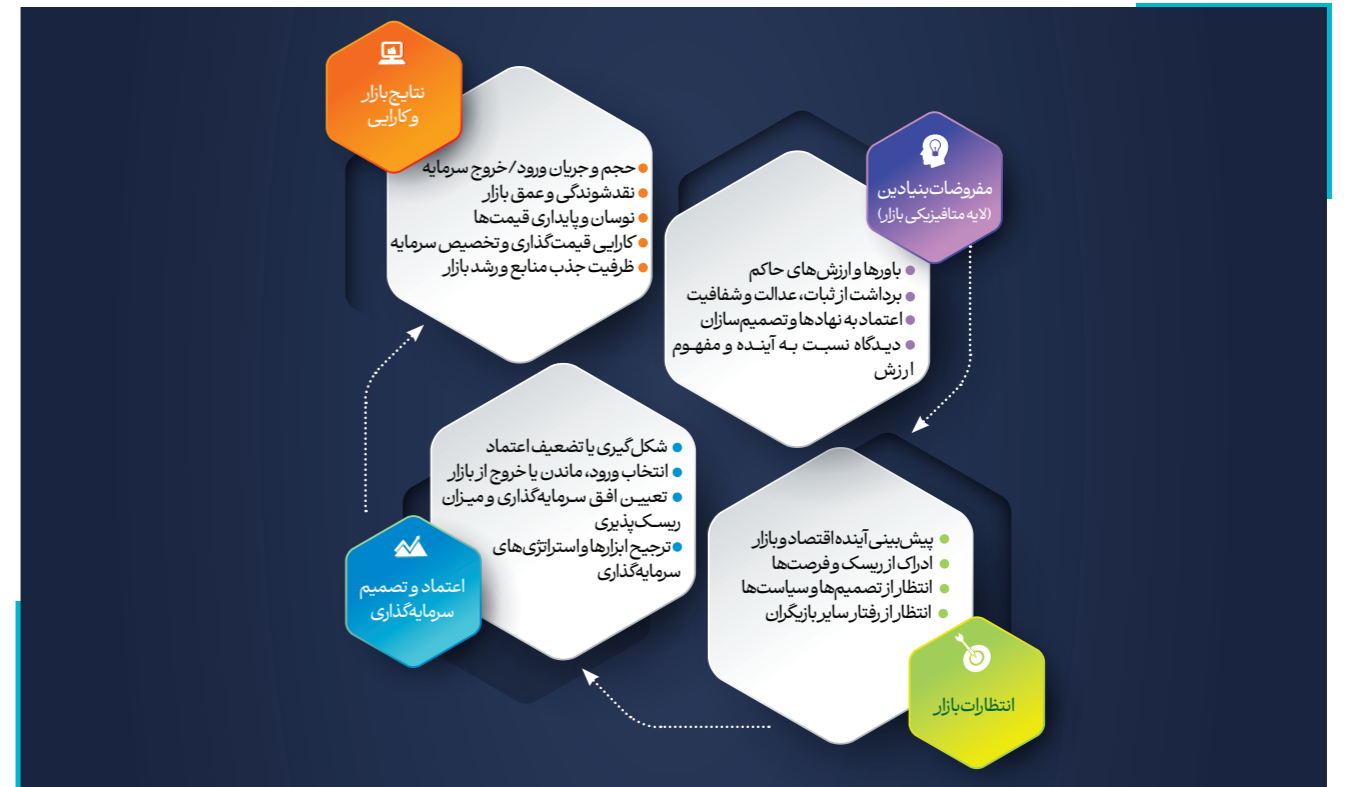 مفروضات بنیادین
(لایه متافیزیکی بازار)
باورها و ارزش‌های حاکم
برداشت از ثبات، عدالت و شفافیت
اعتماد به نهادها و تصمیم‌سازان
دیدگاه نسبت به آینده و مفهوم
ارزش
انتظارات بازار
پیش‌بینی آینده اقتصاد و بازار
ادراک از ریسک و فرصت‌ها
انتظار از تصمیم‌ها و سیاست‌ها
انتظار از رفتار سایر بازیگران
اعتماد و تصمیم
سرمایه‌گذاری
شکل‌گیری یا تضعیف اعتماد
انتخاب ورود، ماندن یا خروج از بازار
تعیین افق سرمایه‌گذاری و میزان
ریسک‌پذیری
ترجیح ابزارها و استراتژی‌های
سرمایه‌گذاری
نتایج بازار
و کارایی
حجم و جریان ورود/خروج سرمایه
نقدشوندگی و عمق بازار
نوسان و پایداری قیمت‌ها
کارایی قیمت‌گذاری و تخصیص سرمایه
ظرفیت جذب منابع و رشد بازار